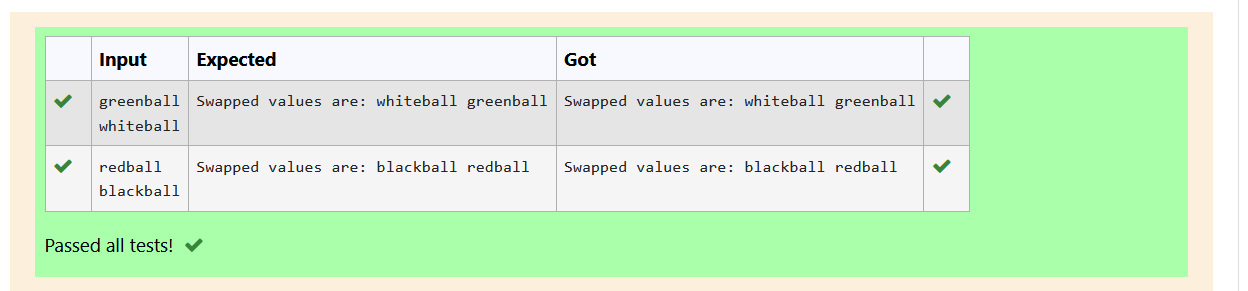 Input Expected Got
greenball Swapped values are: whiteball greenball Swapped values are: whiteball greenball
whiteball
redball Swapped values are: blackball redball Swapped values are: blackball redball
blackball
Passed all tests!